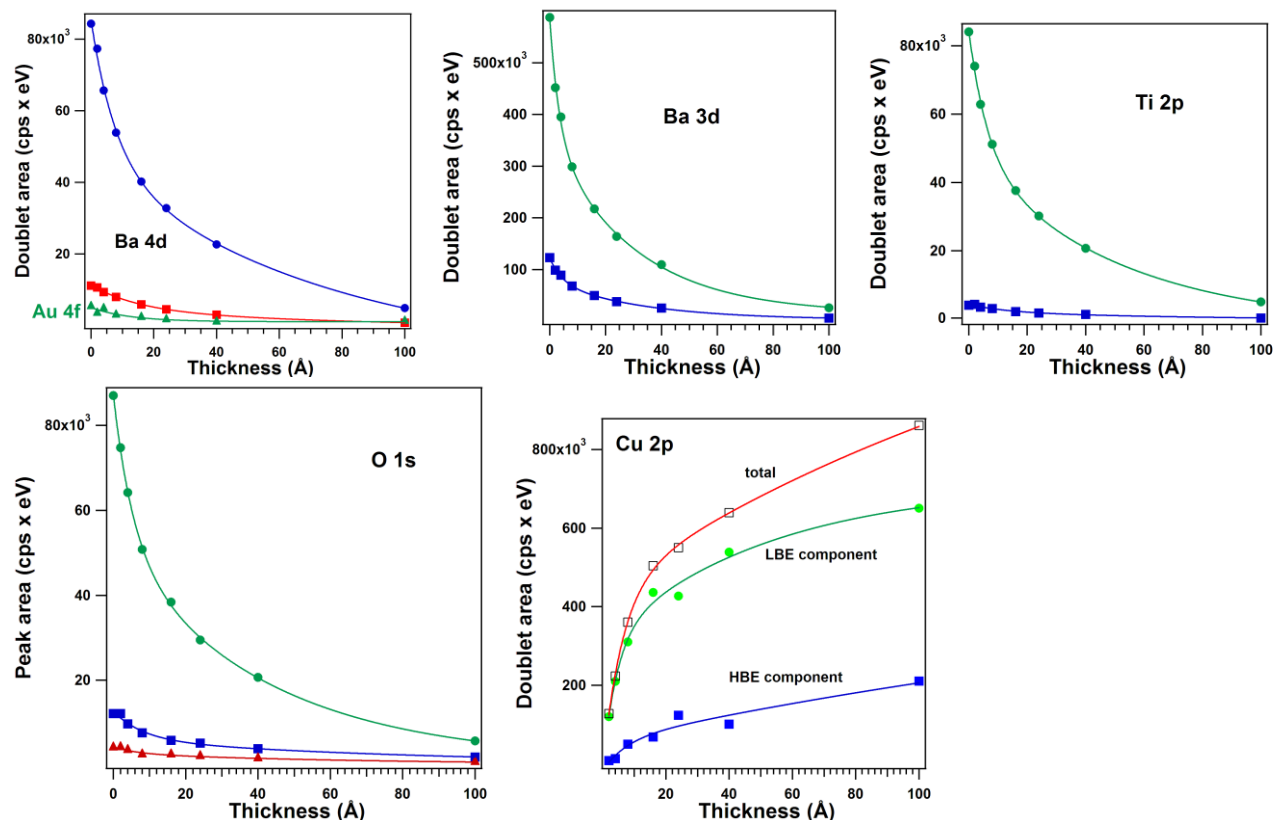 Doublet area (cps x eV)
80x10³
60
40
20
Ba 4d
Au 4f
0 20 40 60 80 100
Thickness (Å)
Doublet area (cps x eV)
500x10³
400
300
200
100
Ba 3d
0 20 40 60 80 100
Thickness (Å)
Doublet area (cps x eV)
80x10³
60
40
20
0
Ti 2p
0 20 40 60 80 100
Thickness (Å)
Peak area (cps x eV)
80x10³
60
40
20
O 1s
0 20 40 60 80 100
Thickness (Å)
Doublet area (cps x eV)
800x10³
600
400
200
Cu 2p
total
LBE component
HBE component
20 40 60 80 100
Thickness (Å)